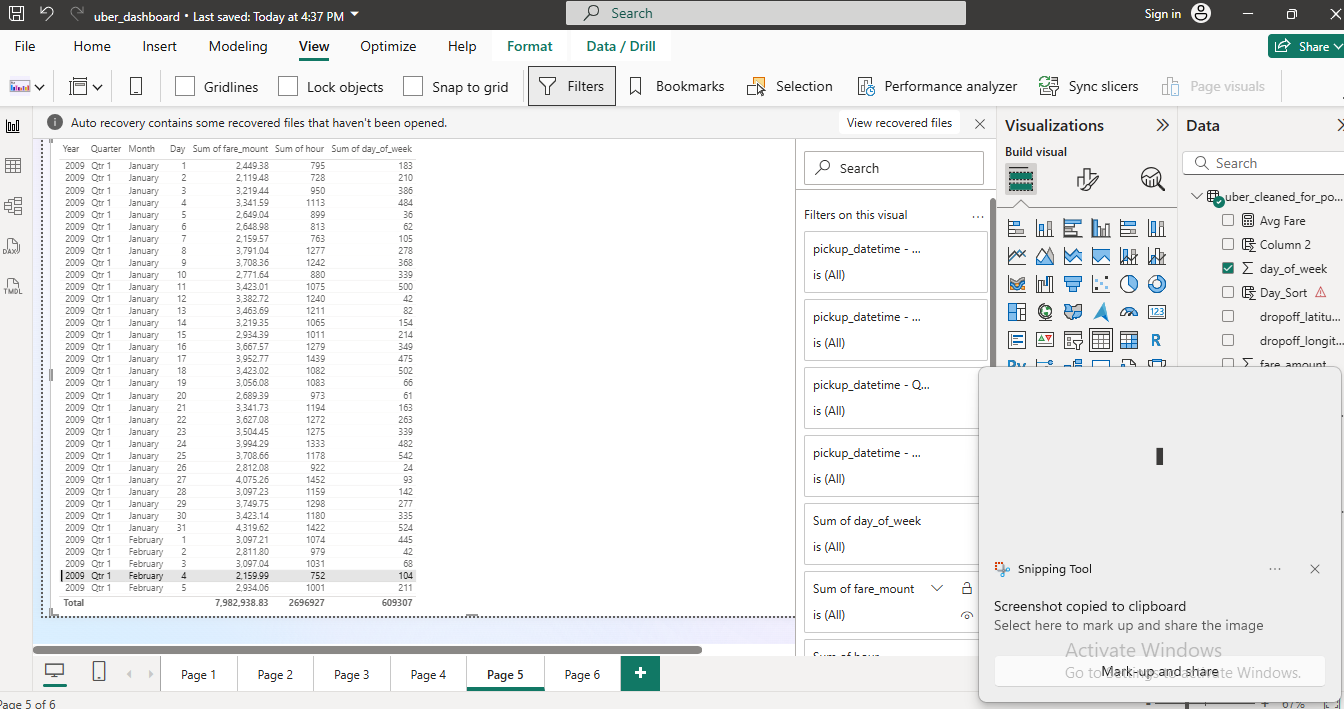 uber_dashboard • Last saved: Today at 4:37 PM
Search
Sign in
File Home Insert Modeling View Optimize Help Format Data / Drill
Share
Gridlines Lock objects Snap to grid Filters Bookmarks Selection Performance analyzer Sync slicers Page visuals
Auto recovery contains some recovered files that haven't been opened.
View recovered files
Year Quarter Month Day Sum of fare_mount Sum of hour Sum of day_of_week
2009 Qtr 1 January 1 2,449.38 795 183
2009 Qtr 1 January 2 2,119.48 728 210
2009 Qtr 1 January 3 3,219.44 950 386
2009 Qtr 1 January 4 3,341.59 1113 484
2009 Qtr 1 January 5 2,649.04 899 36
2009 Qtr 1 January 6 2,648.98 813 62
2009 Qtr 1 January 7 2,159.57 763 105
2009 Qtr 1 January 8 3,791.04 1277 278
2009 Qtr 1 January 9 3,708.36 1242 368
2009 Qtr 1 January 10 2,771.64 880 339
2009 Qtr 1 January 11 3,423.01 1075 500
2009 Qtr 1 January 12 3,382.72 1240 42
2009 Qtr 1 January 13 3,463.69 1211 82
2009 Qtr 1 January 14 3,219.35 1065 154
2009 Qtr 1 January 15 2,934.39 1011 214
2009 Qtr 1 January 16 3,667.57 1279 349
2009 Qtr 1 January 17 3,952.77 1439 475
2009 Qtr 1 January 18 3,423.02 1082 502
2009 Qtr 1 January 19 3,056.08 1083 66
2009 Qtr 1 January 20 2,689.39 973 61
2009 Qtr 1 January 21 3,341.73 1194 163
2009 Qtr 1 January 22 3,627.08 1272 263
2009 Qtr 1 January 23 3,504.45 1275 339
2009 Qtr 1 January 24 3,994.29 1333 482
2009 Qtr 1 January 25 3,708.66 1178 542
2009 Qtr 1 January 26 2,812.08 922 24
2009 Qtr 1 January 27 4,075.26 1452 93
2009 Qtr 1 January 28 3,097.23 1159 142
2009 Qtr 1 January 29 3,749.75 1298 277
2009 Qtr 1 January 30 3,423.14 1180 335
2009 Qtr 1 January 31 4,319.62 1422 524
2009 Qtr 1 February 1 3,097.21 1074 445
2009 Qtr 1 February 2 2,811.80 979 42
2009 Qtr 1 February 3 3,097.04 1031 68
2009 Qtr 1 February 4 2,159.99 752 104
2009 Qtr 1 February 5 2,934.06 1001 211
Total 7,982,938.83 2696927 609307
Search
Filters on this visual
...
pickup_datetime - ...
is (All)
pickup_datetime - ...
is (All)
pickup_datetime - Q...
is (All)
pickup_datetime - ...
is (All)
Sum of day_of_week
is (All)
Sum of fare_mount
is (All)
Sum of hour
Visualizations
Build visual
123
R
Py
Data
Search
uber_cleaned_for_po...
Avg Fare
Column 2
day_of_week
Day_Sort
dropoff_latitu...
dropoff_longit...
fare_amount
DAX
TMDL
Snipping Tool
...
Screenshot copied to clipboard
Select here to mark up and share the image
Activate Windows
Go to Settings to activate Windows.
Mark-up and share
Page 1 Page 2 Page 3 Page 4 Page 5 Page 6 +
Page 5 of 6
67%